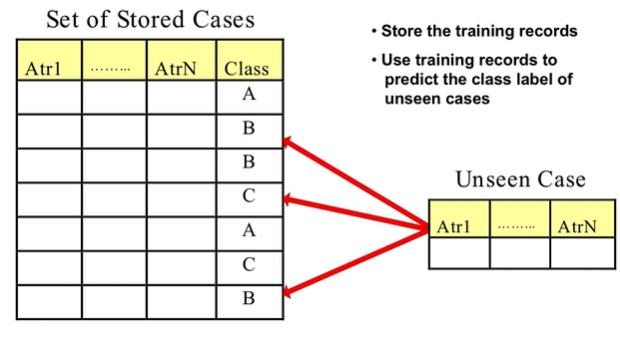 Set of Stored Cases
Atr1 ......... AtrN Class
A
B
B
C
A
C
B
• Store the training records
• Use training records to
predict the class label of
unseen cases
Unseen Case
Atr1 ......... AtrN